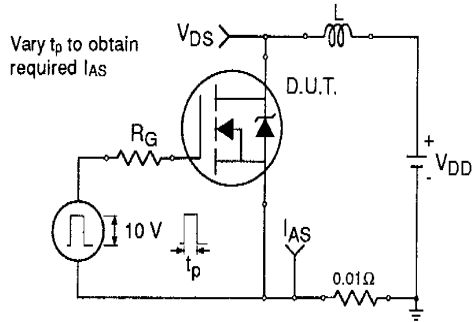 Vary tp to obtain
required IAS
VDS
L
D.U.T.
RG
+
VDD
-
10 V
tp
IAS
0.01Ω